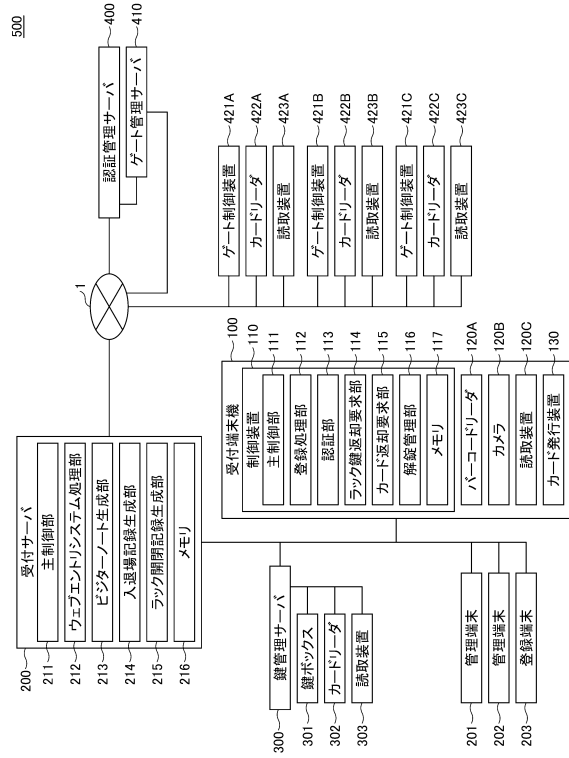 500
400
認証管理サーバ
410
ゲート管理サーバ
1
421A
ゲート制御装置
422A
カードリーダ
423A
読取装置
421B
ゲート制御装置
422B
カードリーダ
423B
読取装置
421C
ゲート制御装置
422C
カードリーダ
423C
読取装置
200
受付サーバ
211
主制御部
212
ウェブエントリシステム処理部
213
ビジターノート生成部
214
入退場記録生成部
215
ラック開閉記録生成部
216
メモリ
100
受付端末機
110
制御装置
111
主制御部
112
登録処理部
113
認証部
114
ラック鍵返却要求部
115
カード返却要求部
116
解錠管理部
117
メモリ
120A
バーコードリーダ
120B
カメラ
120C
読取装置
130
カード発行装置
300
鍵管理サーバ
301
鍵ボックス
302
カードリーダ
303
読取装置
201
管理端末
202
管理端末
203
登録端末